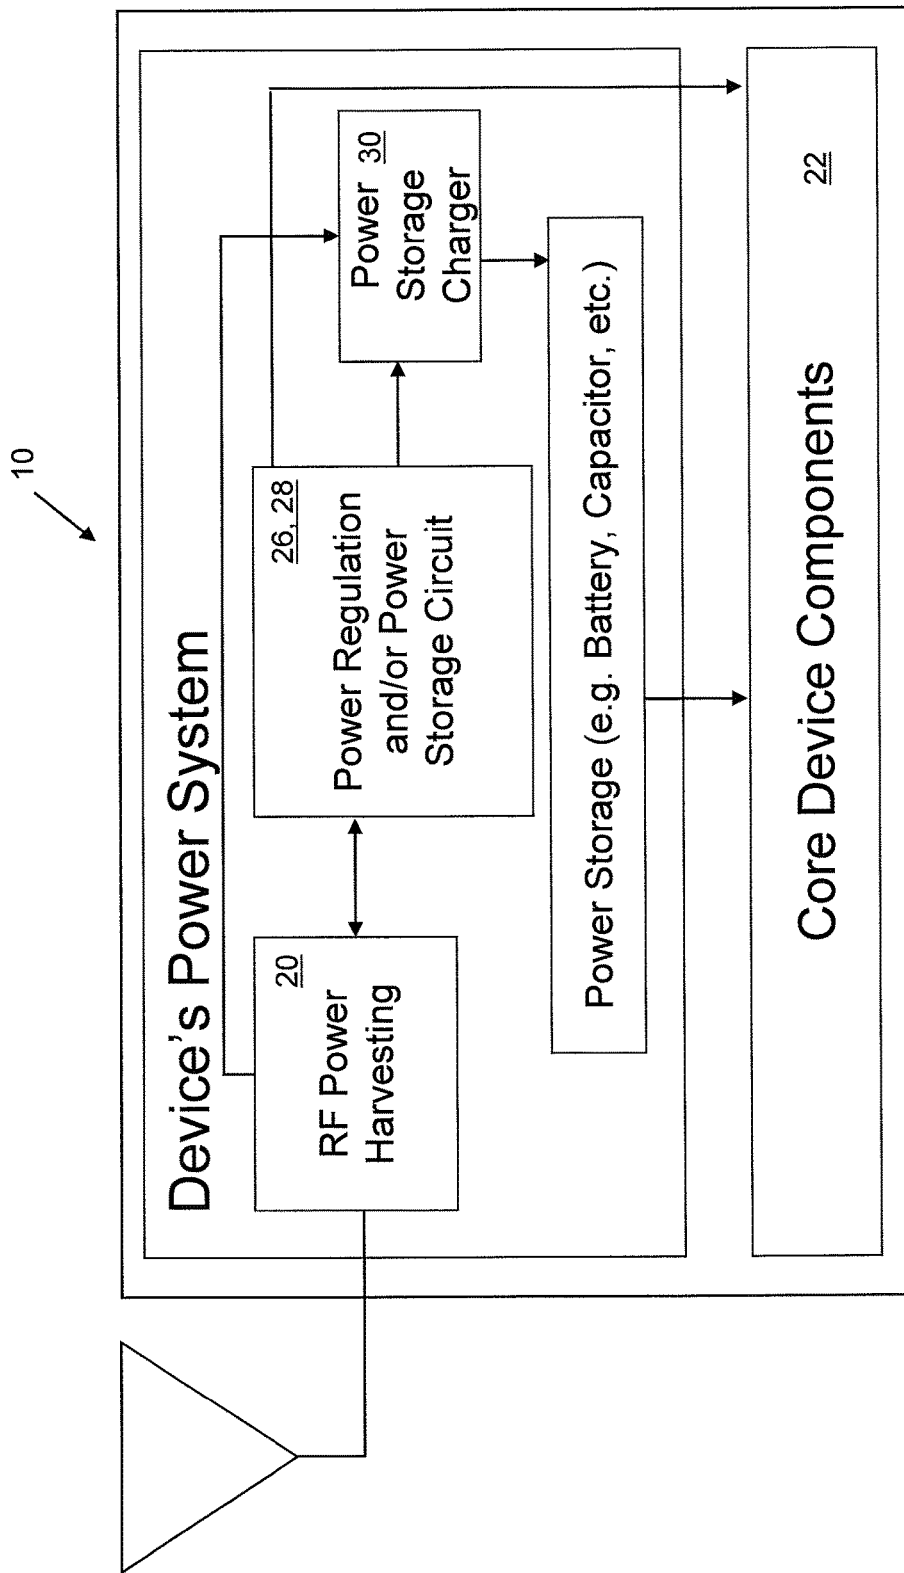 10
Device's Power System
20
RF Power
Harvesting
26, 28
Power Regulation
and/or Power
Storage Circuit
Power 30
Storage
Charger
Power Storage (e.g. Battery, Capacitor, etc.)
Core Device Components 22